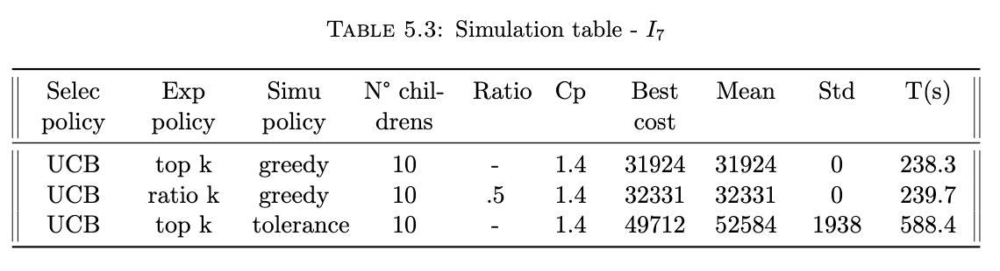 TABLE 5.3: Simulation table - I7
Selec policy Exp policy Simu policy N° chil-drens Ratio Cp Best cost Mean Std T(s)
UCB top k greedy 10 - 1.4 31924 31924 0 238.3
UCB ratio k greedy 10 .5 1.4 32331 32331 0 239.7
UCB top k tolerance 10 - 1.4 49712 52584 1938 588.4